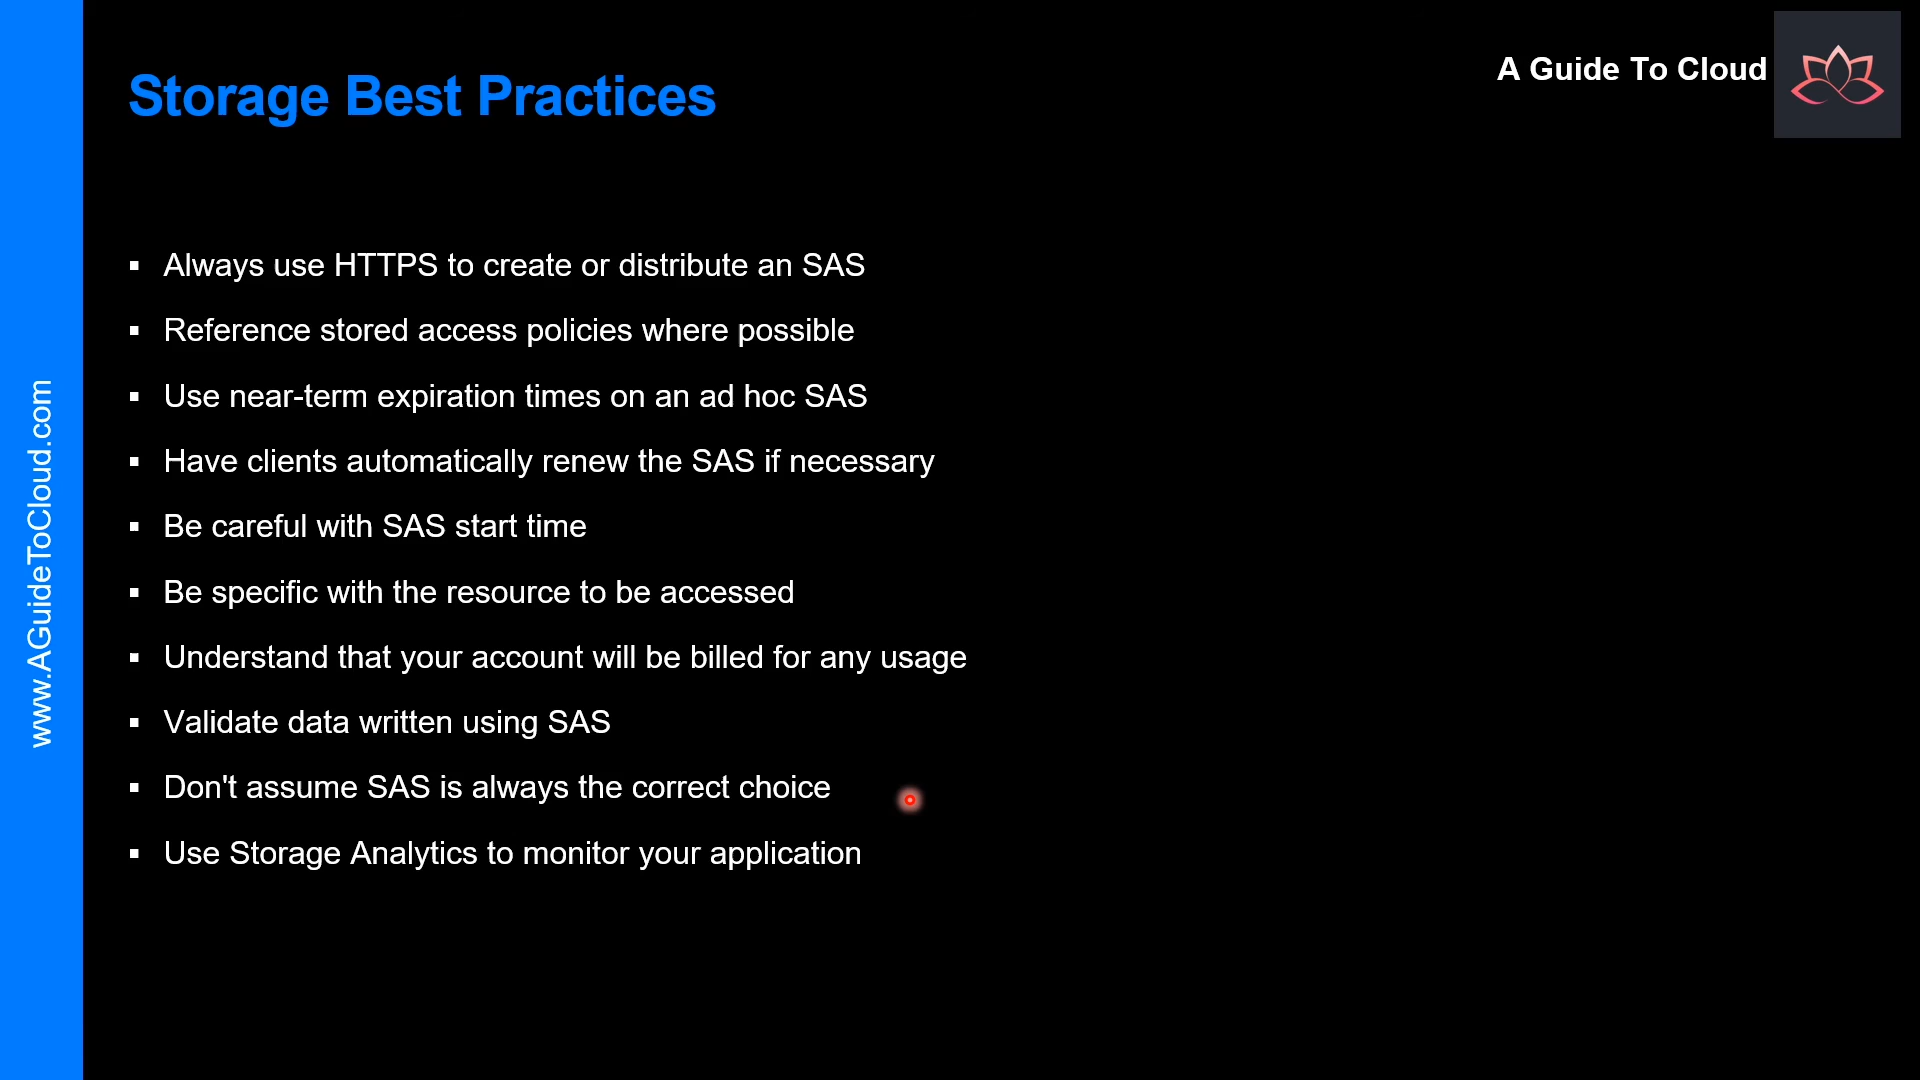 Storage Best Practices
A Guide To Cloud
▪ Always use HTTPS to create or distribute an SAS
▪ Reference stored access policies where possible
▪ Use near-term expiration times on an ad hoc SAS
▪ Have clients automatically renew the SAS if necessary
▪ Be careful with SAS start time
▪ Be specific with the resource to be accessed
▪ Understand that your account will be billed for any usage
▪ Validate data written using SAS
▪ Don't assume SAS is always the correct choice
▪ Use Storage Analytics to monitor your application
www.AGuideToCloud.com